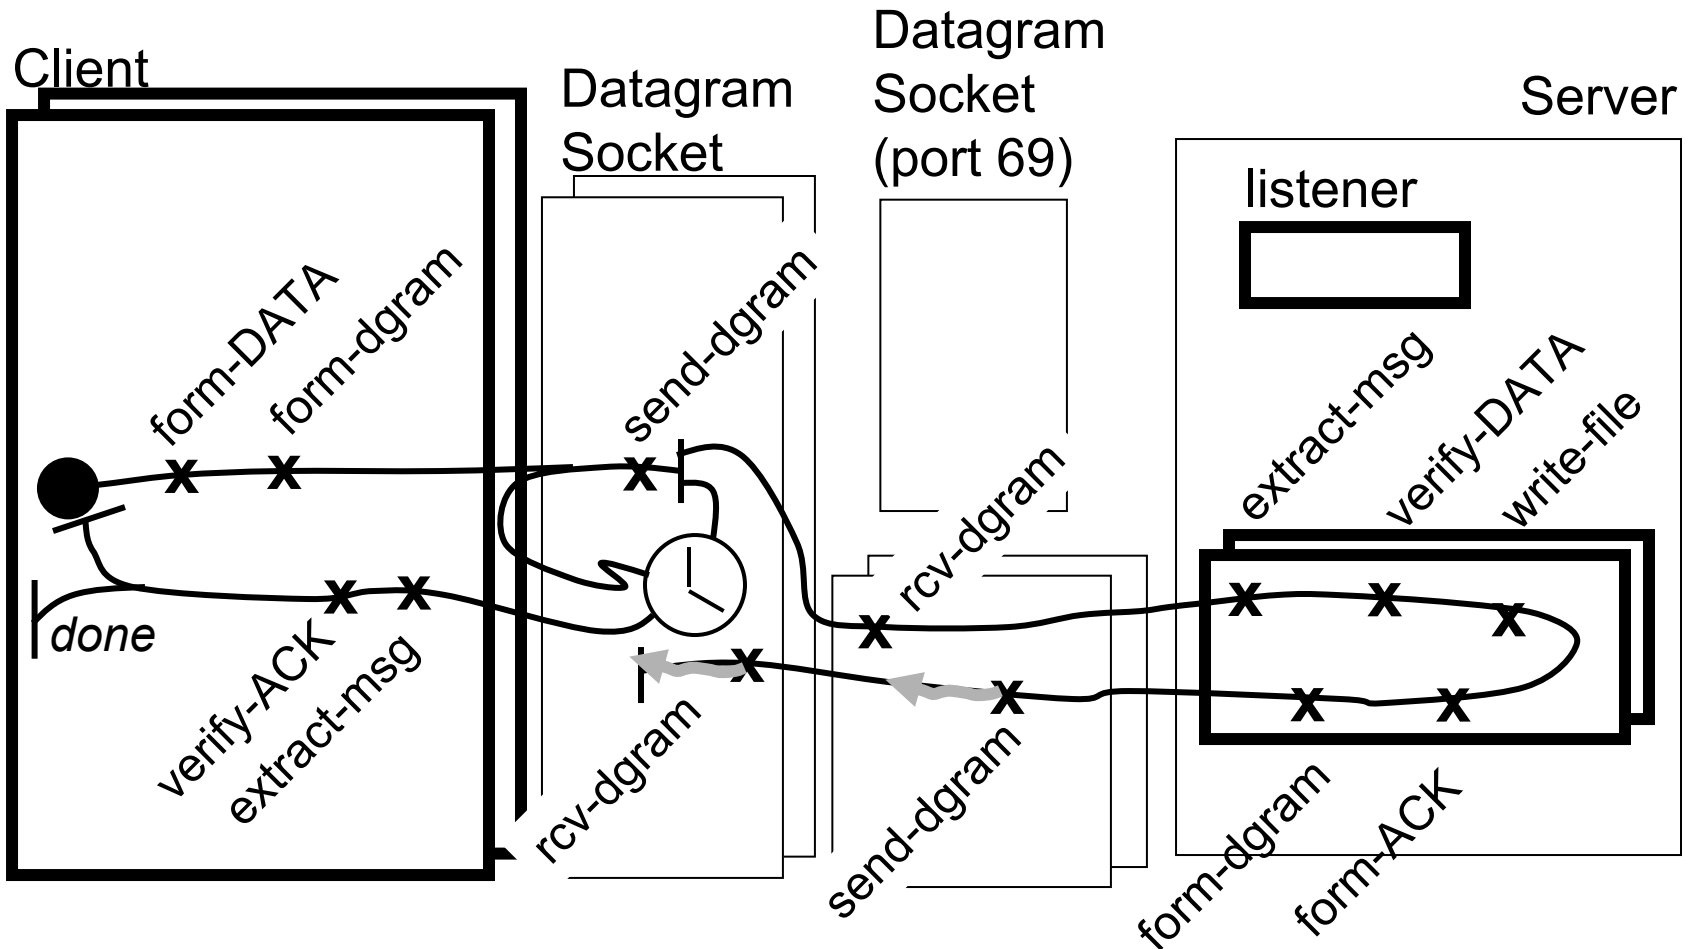 Client
Datagram
Socket
Datagram
Socket
(port 69)
Server
listener
form-DATA
form-dgram
send-dgram
rcv-dgram
extract-msg
verify-DATA
write-file
done
verify-ACK
extract-msg
rcv-dgram
send-dgram
form-dgram
form-ACK